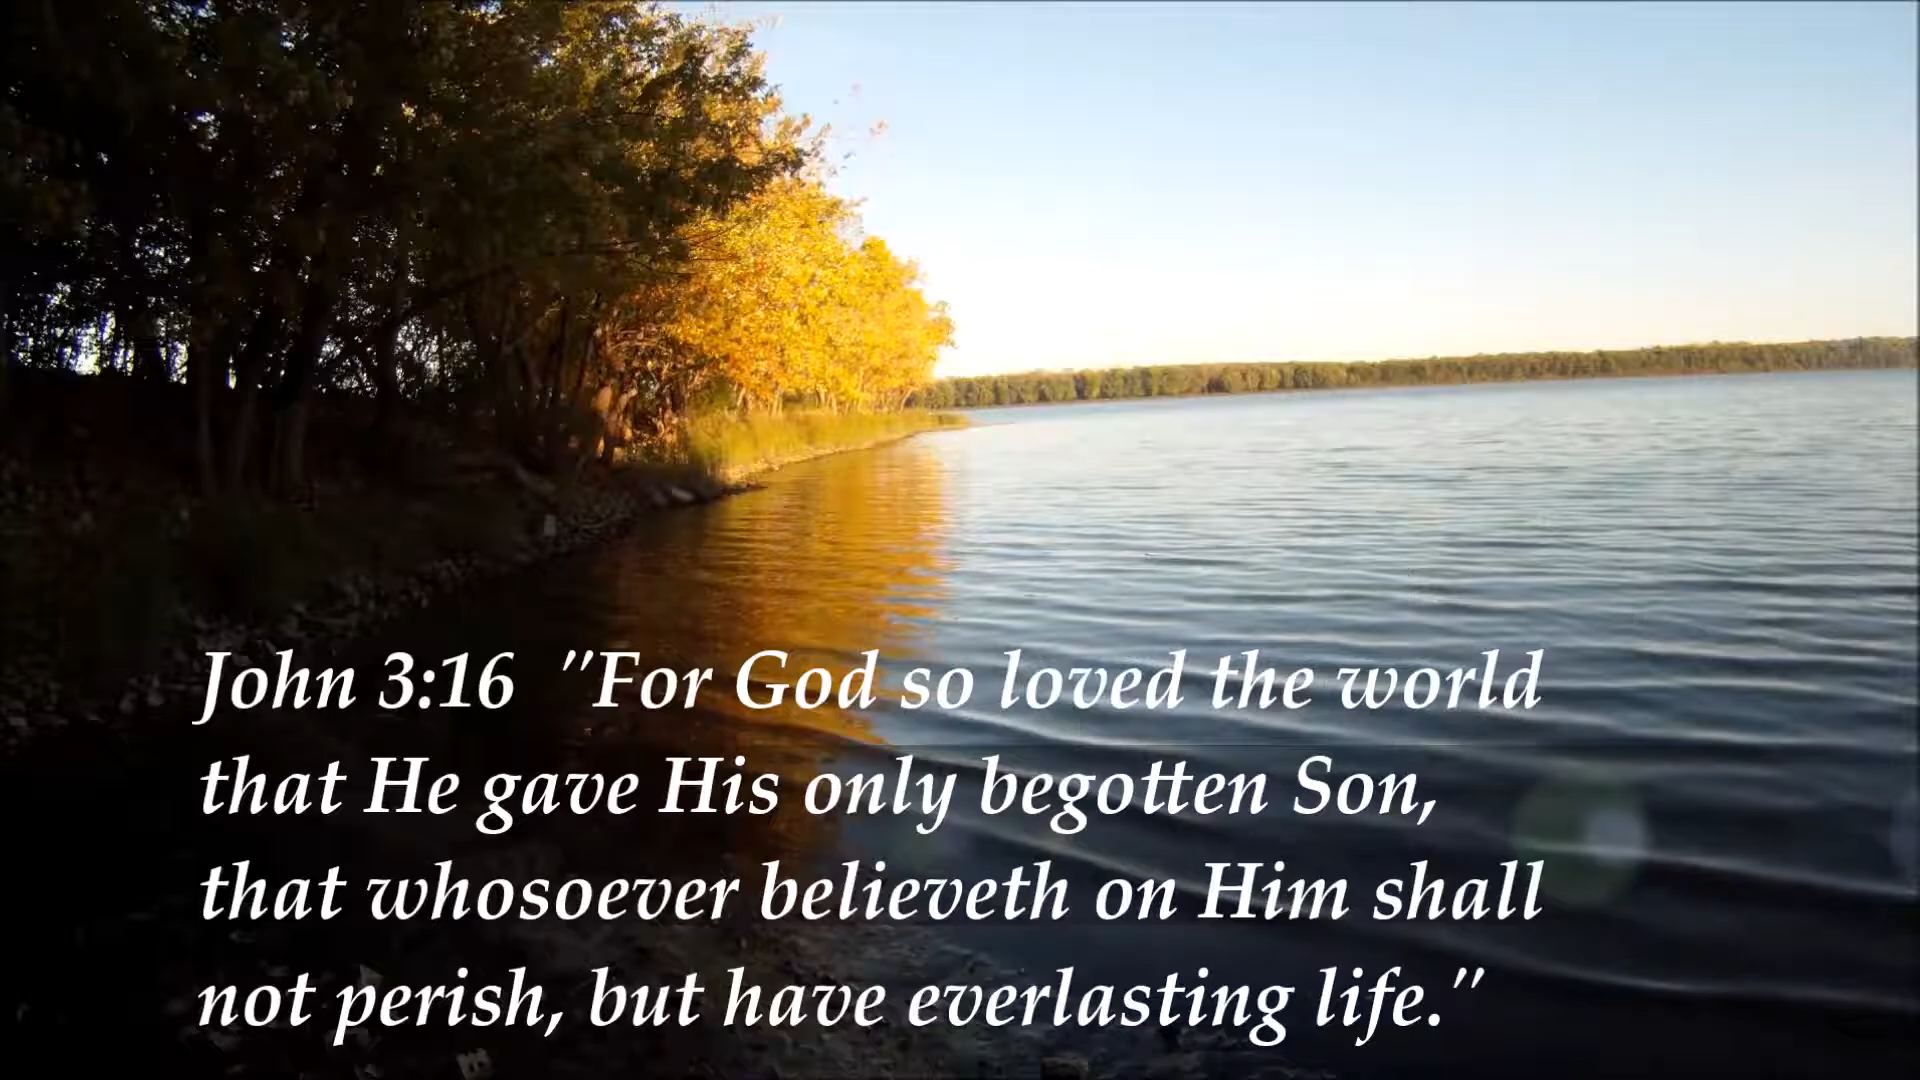 John 3:16  "For God so loved the world
that He gave His only begotten Son,
that whosoever believeth on Him shall
not perish, but have everlasting life."